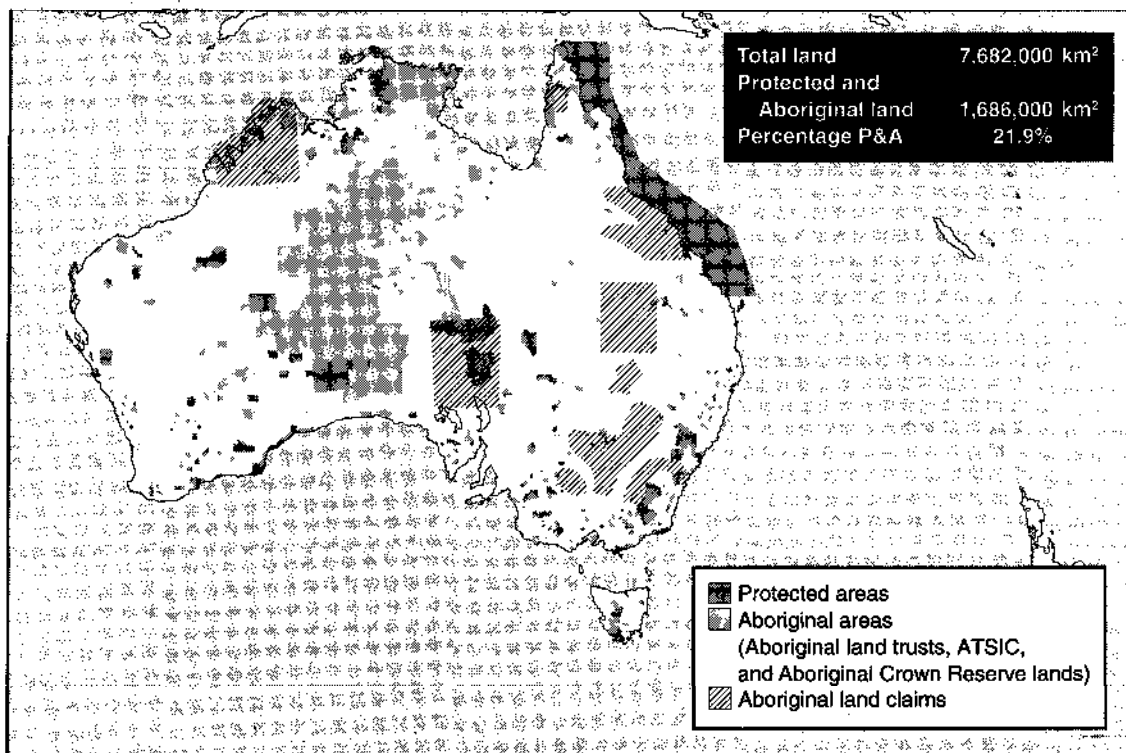 Total land 7,682,000 km²
Protected and
Aboriginal land 1,686,000 km²
Percentage P&A 21.9%
Protected areas
Aboriginal areas
(Aboriginal land trusts, ATSIC,
and Aboriginal Crown Reserve lands)
Aboriginal land claims